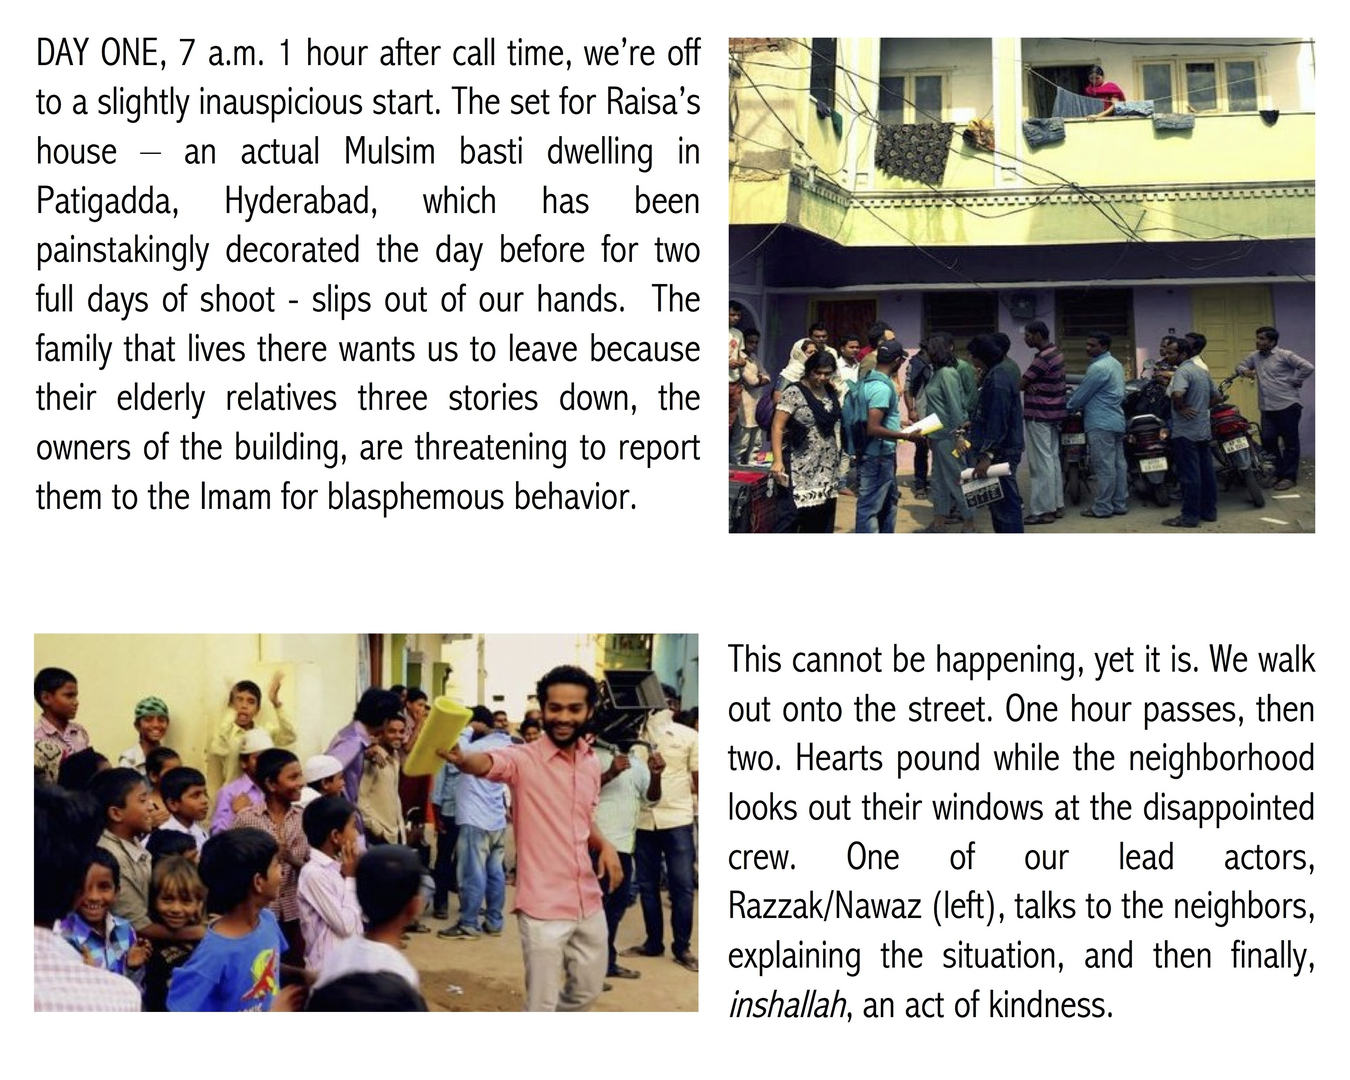 DAY ONE, 7 a.m. 1 hour after call time, we’re off
to a slightly inauspicious start. The set for Raisa’s
house – an actual Mulsim basti dwelling in
Patigadda, Hyderabad, which has been
painstakingly decorated the day before for two
full days of shoot - slips out of our hands.  The
family that lives there wants us to leave because
their elderly relatives three stories down, the
owners of the building, are threatening to report
them to the Imam for blasphemous behavior.
This cannot be happening, yet it is. We walk
out onto the street. One hour passes, then
two. Hearts pound while the neighborhood
looks out their windows at the disappointed
crew. One of our lead actors,
Razzak/Nawaz (left), talks to the neighbors,
explaining the situation, and then finally,
inshallah, an act of kindness.